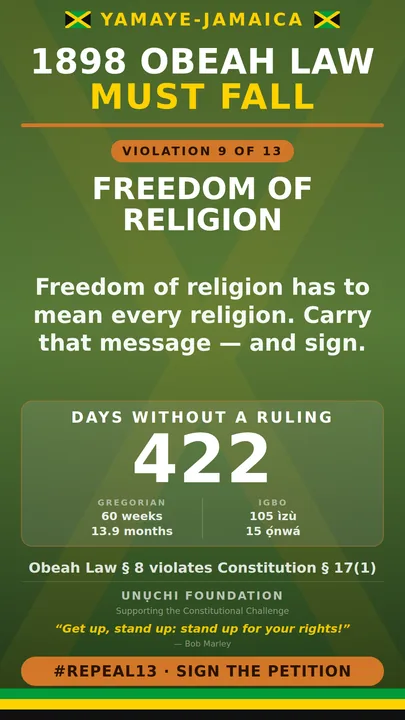 YAMAYE-JAMAICA
1898 OBEAH LAW
MUST FALL
VIOLATION 9 OF 13
FREEDOM OF
RELIGION
Freedom of religion has to
mean every religion. Carry
that message — and sign.
DAYS WITHOUT A RULING
422
GREGORIAN
60 weeks
13.9 months
IGBO
105 ìzù
15 ọ́nwá
Obeah Law § 8 violates Constitution § 17(1)
UNỤCHI FOUNDATION
Supporting the Constitutional Challenge
“Get up, stand up: stand up for your rights!”
— Bob Marley
#REPEAL13 · SIGN THE PETITION